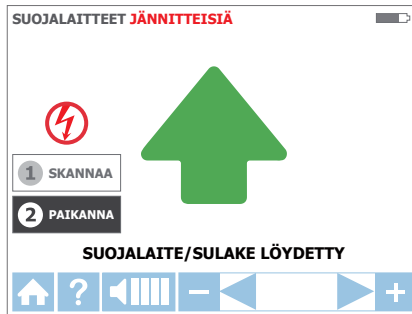 SUOJALAITTEET JÄNNITTEISIÄ
1 SKANNAA
2 PAIKANNA
SUOJALAITE/SULAKE LÖYDETTY
? − +